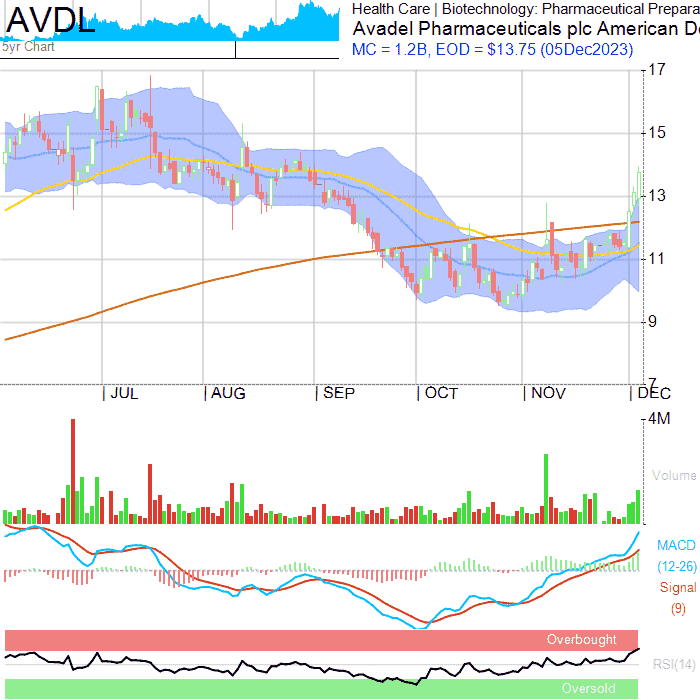 AVDL
5yr Chart
Health Care | Biotechnology: Pharmaceutical Prepara
Avadel Pharmaceuticals plc American D
MC = 1.2B, EOD = $13.75 (05Dec2023)
17
15
13
11
9
7
JUL AUG SEP OCT NOV DEC
4M
Volume
MACD
(12-26)
Signal
(9)
Overbought
RSI(14)
Oversold